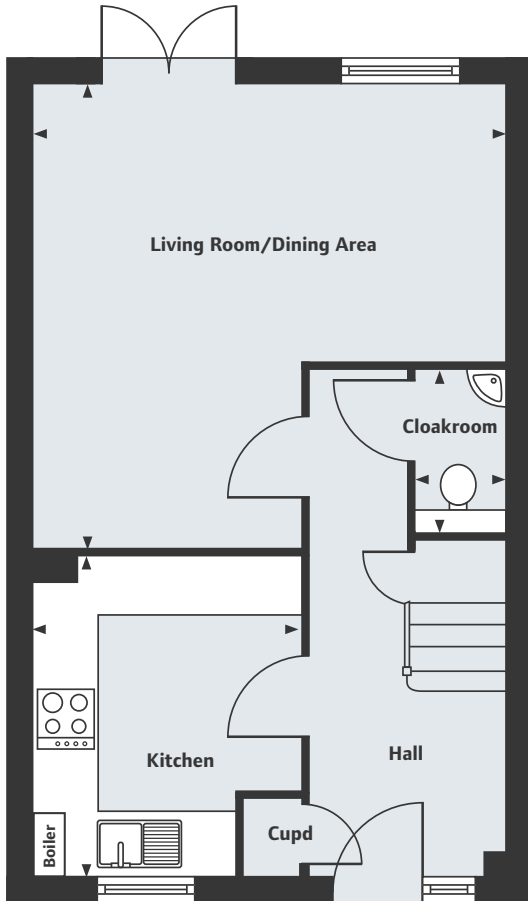 Living Room/Dining Area
Cloakroom
Kitchen
Hall
Cupd
Boiler